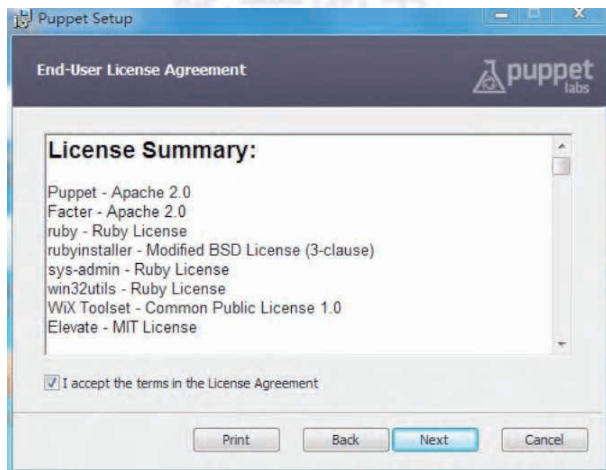 Puppet Setup
End-User License Agreement
puppet
labs
License Summary:
Puppet - Apache 2.0
Facter - Apache 2.0
ruby - Ruby License
rubyinstaller - Modified BSD License (3-clause)
sys-admin - Ruby License
win32utils - Ruby License
WiX Toolset - Common Public License 1.0
Elevate - MIT License
I accept the terms in the License Agreement
Print Back Next Cancel